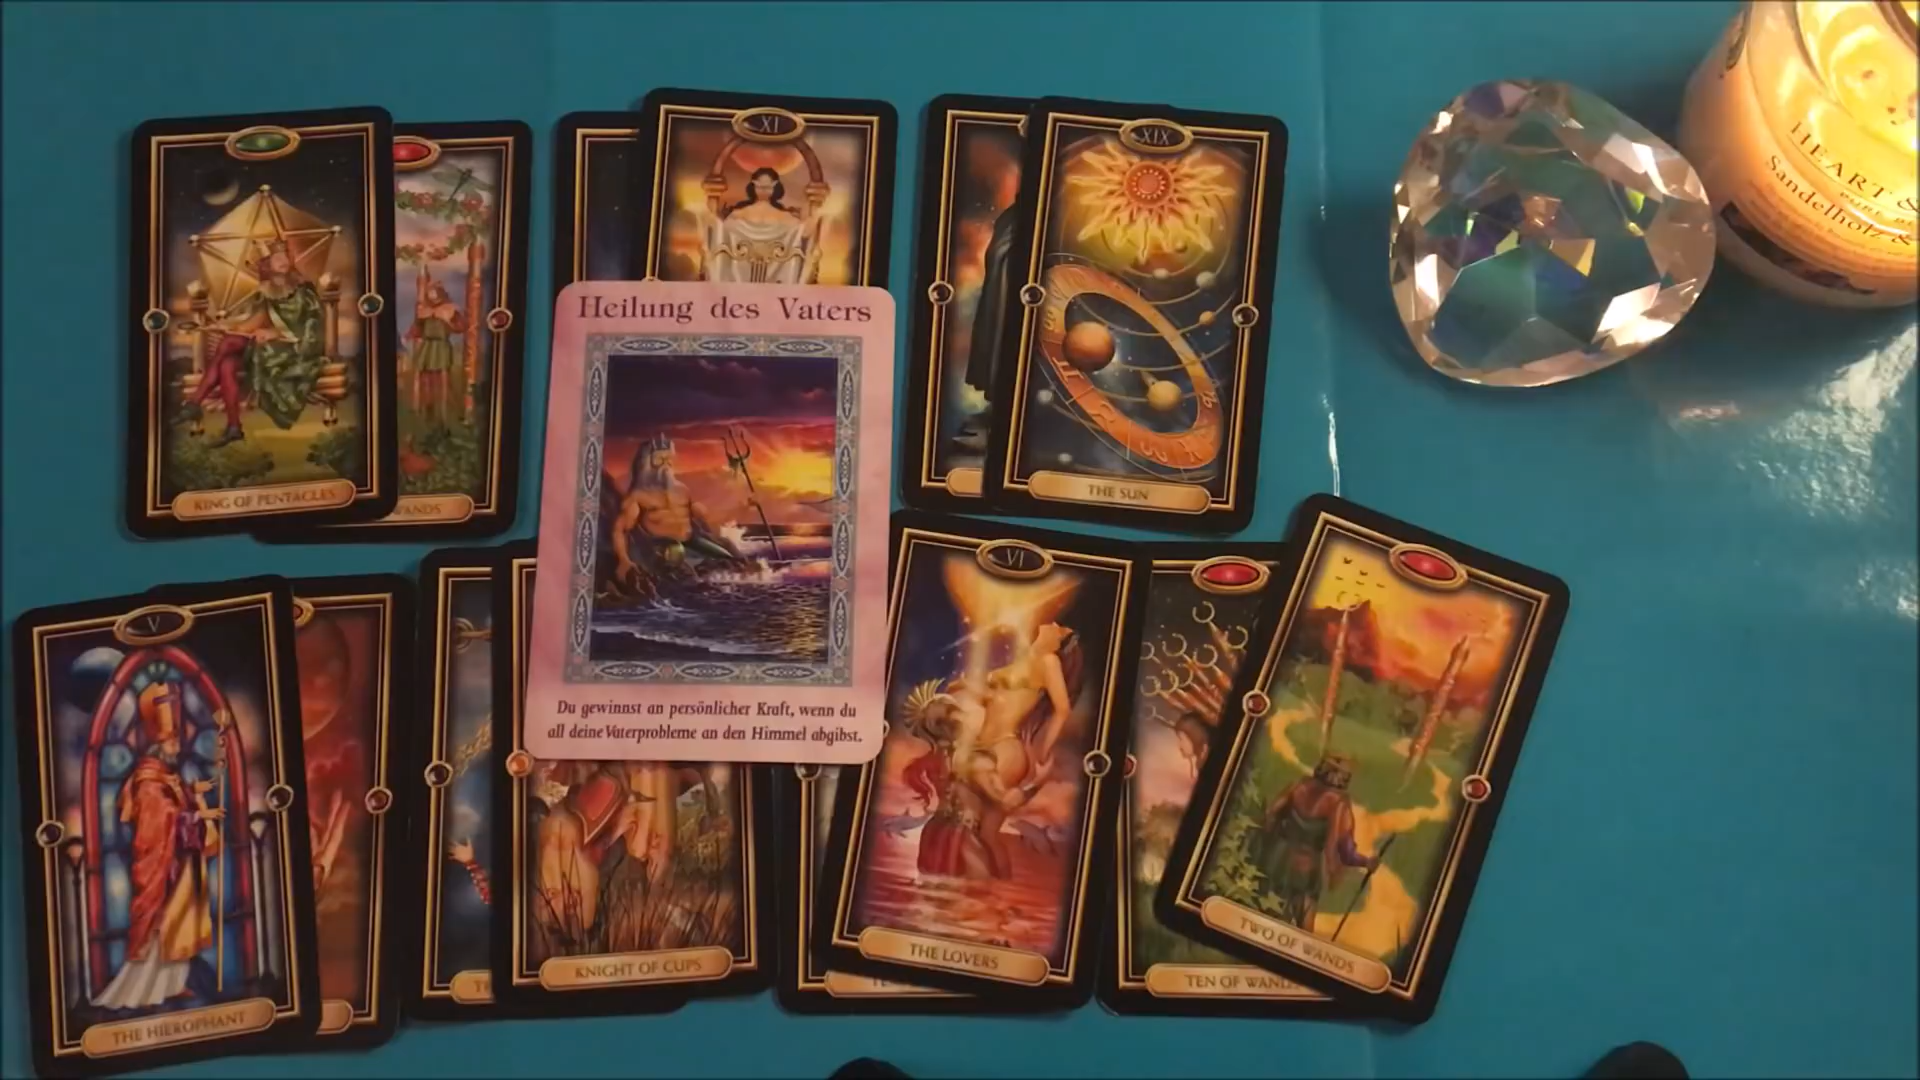 XI
XIX
KING OF PENTACLES
WANDS
THE SUN
Heilung des Vaters
Du gewinnst an persönlicher Kraft, wenn du
all deine Vaterprobleme an den Himmel abgibst.
V
THE HIEROPHANT
KNIGHT OF CUPS
VI
THE LOVERS
TEN OF WAND
TWO OF WANDS
HEART &
Sandelholz &